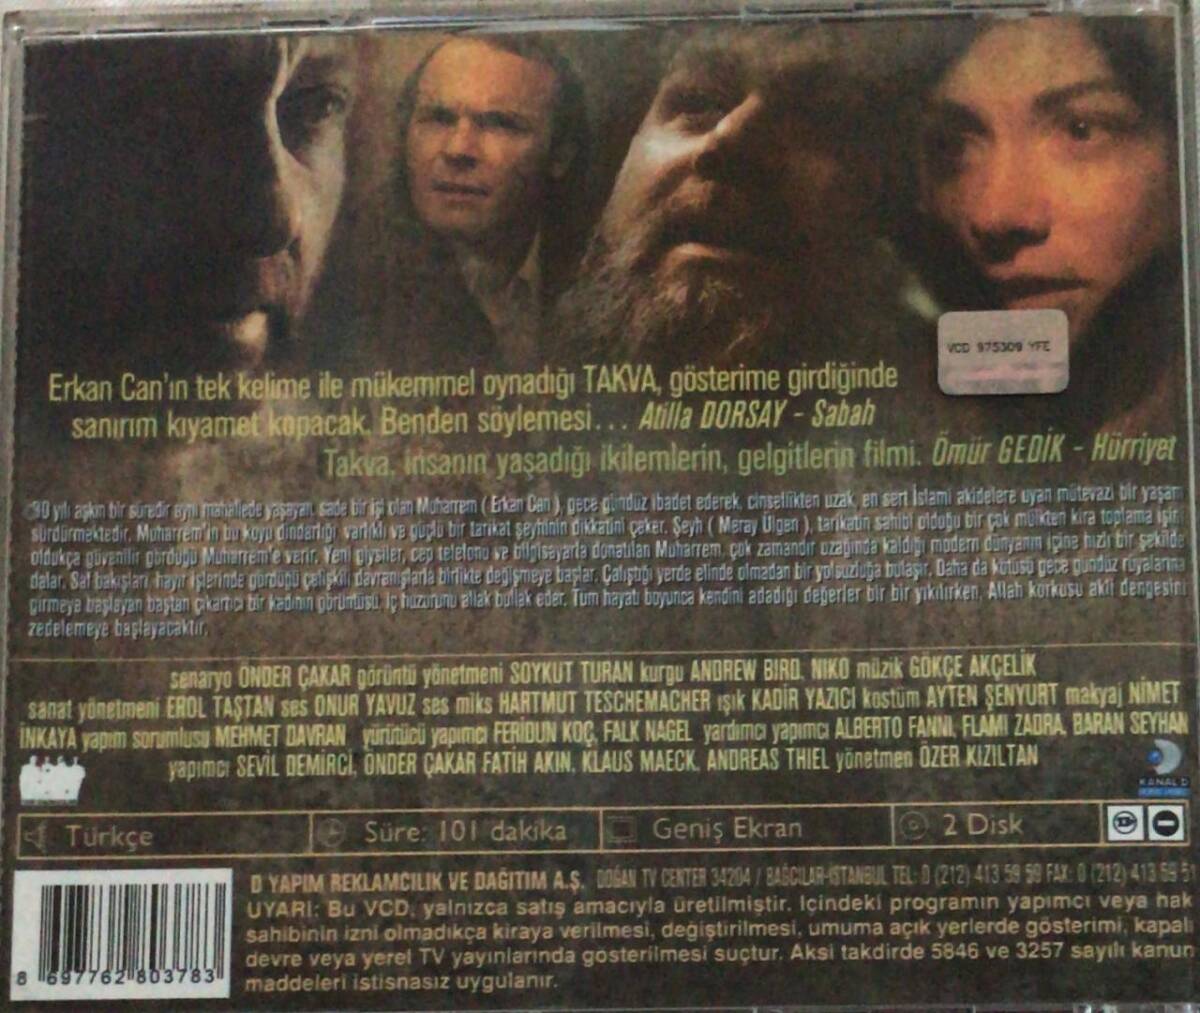 Erkan Can'ın tek kelime ile mükemmel oynadığı TAKVA, gösterime girdiğinde
sanırım kıyamet kopacak. Benden söylemesi... Atilla DORSAY - Sabah
Takva, insanın yaşadığı ikilemlerin, gelgitlerin filmi. Ömür GEDİK - Hürriyet
VCD 975309 YFE
30 yılı aşkın bir süredir aynı mahallede yaşayan, sade bir işi olan Muharrem ( Erkan Can ), gece gündüz ibadet ederek, cinsellikten uzak, en sert İslami akidelere uyan mütevazi bir yaşam
sürdürmektedir. Muharrem'in bu koyu dindarlığı varlıklı ve güçlü bir tarikat şeyhinin dikkatini çeker. Şeyh ( Meray Ülgen ), tarikatın sahibi olduğu bir çok mülkten kira toplama işini
oldukça güvenilir gördüğü Muharrem'e verir. Yeni giysiler, cep telefonu ve bilgisayarla donatılan Muharrem, çok zamandır uzağında kaldığı modern dünyanın içine hızlı bir şekilde
dalar. Saf bakışları hayır işlerinde gördüğü çelişkili davranışlarla birlikte değişmeye başlar. Çalıştığı yerde elinde olmadan bir yolsuzluğa bulaşır. Daha da kötüsü gece gündüz rüyalarına
girmeye başlayan baştan çıkartıcı bir kadının görüntüsü, iç huzurunu allak bullak eder. Tüm hayatı boyunca kendini adadığı değerler bir bir yıkılırken, Allah korkusu akli dengesini
zedelemeye başlayacaktır.
senaryo ÖNDER ÇAKAR görüntü yönetmeni SOYKUT TURAN kurgu ANDREW BIRD, NIKO müzik GÖKÇE AKÇELİK
sanat yönetmeni EROL TAŞTAN ses ONUR YAVUZ ses miks HARTMUT TESCHEMACHER ışık KADİR YAZICI kostüm AYTEN ŞENYURT makyaj NİMET
İNKAYA yapım sorumlusu MEHMET DAVRAN yürütücü yapımcı FERİDUN KOÇ, FALK NAGEL yardımcı yapımcı ALBERTO FANNI, FLAMI ZADRA, BARAN SEYHAN
yapımcı SEVİL DEMİRCİ, ÖNDER ÇAKAR FATİH AKIN, KLAUS MAECK, ANDREAS THIEL yönetmen ÖZER KIZILTAN
KANAL D
Türkçe
Süre: 101 dakika
Geniş Ekran
2 Disk
D YAPIM REKLAMCILIK VE DAĞITIM A.Ş. DOĞAN TV CENTER 34204 / BAĞCILAR-İSTANBUL TEL: 0 (212) 413 59 59 FAX: 0 (212) 413 59 51
UYARI: Bu VCD, yalnızca satış amacıyla üretilmiştir. İçindeki programın yapımcı veya hak
sahibinin izni olmadıkça kiraya verilmesi, değiştirilmesi, umuma açık yerlerde gösterimi, kapalı
devre veya yerel TV yayınlarında gösterilmesi suçtur. Aksi takdirde 5846 ve 3257 sayılı kanun
maddeleri istisnasız uygulanır.
8 697762 803783